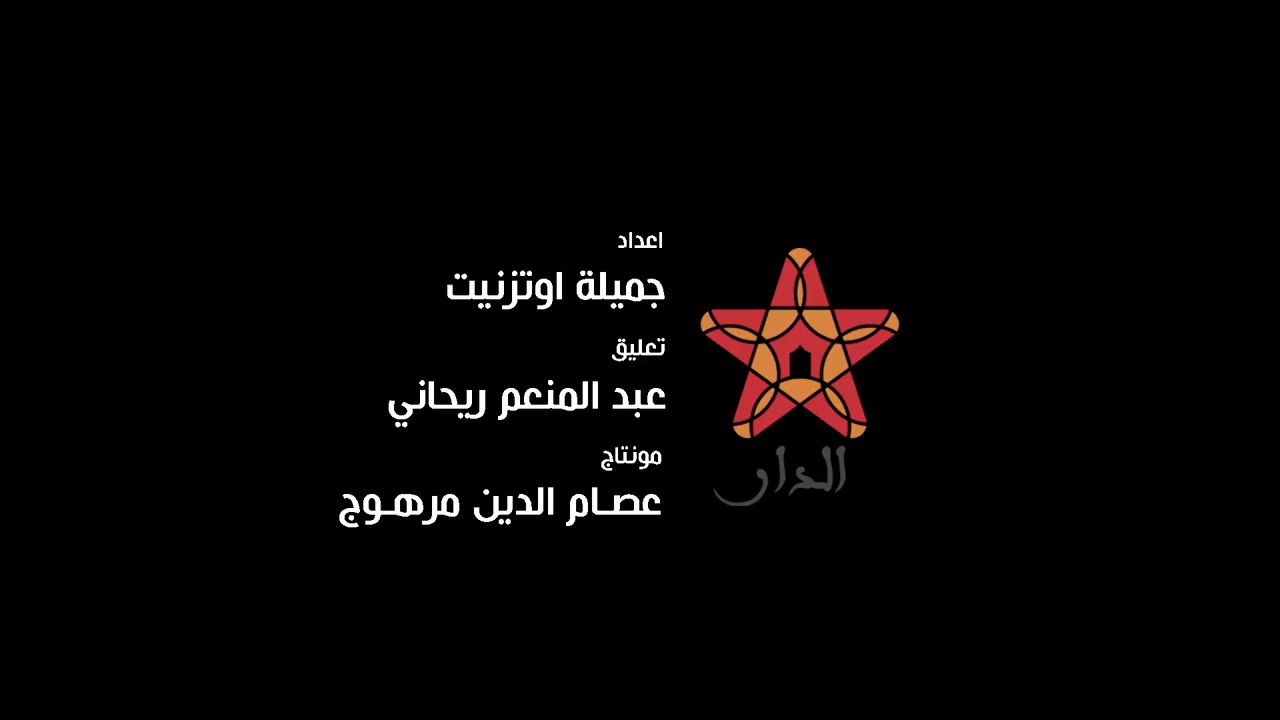 اعداد
جميلة اوتزنيت
تعليق
عبد المنعم ريحاني
مونتاج
عصام الدين مرهوج
الدار